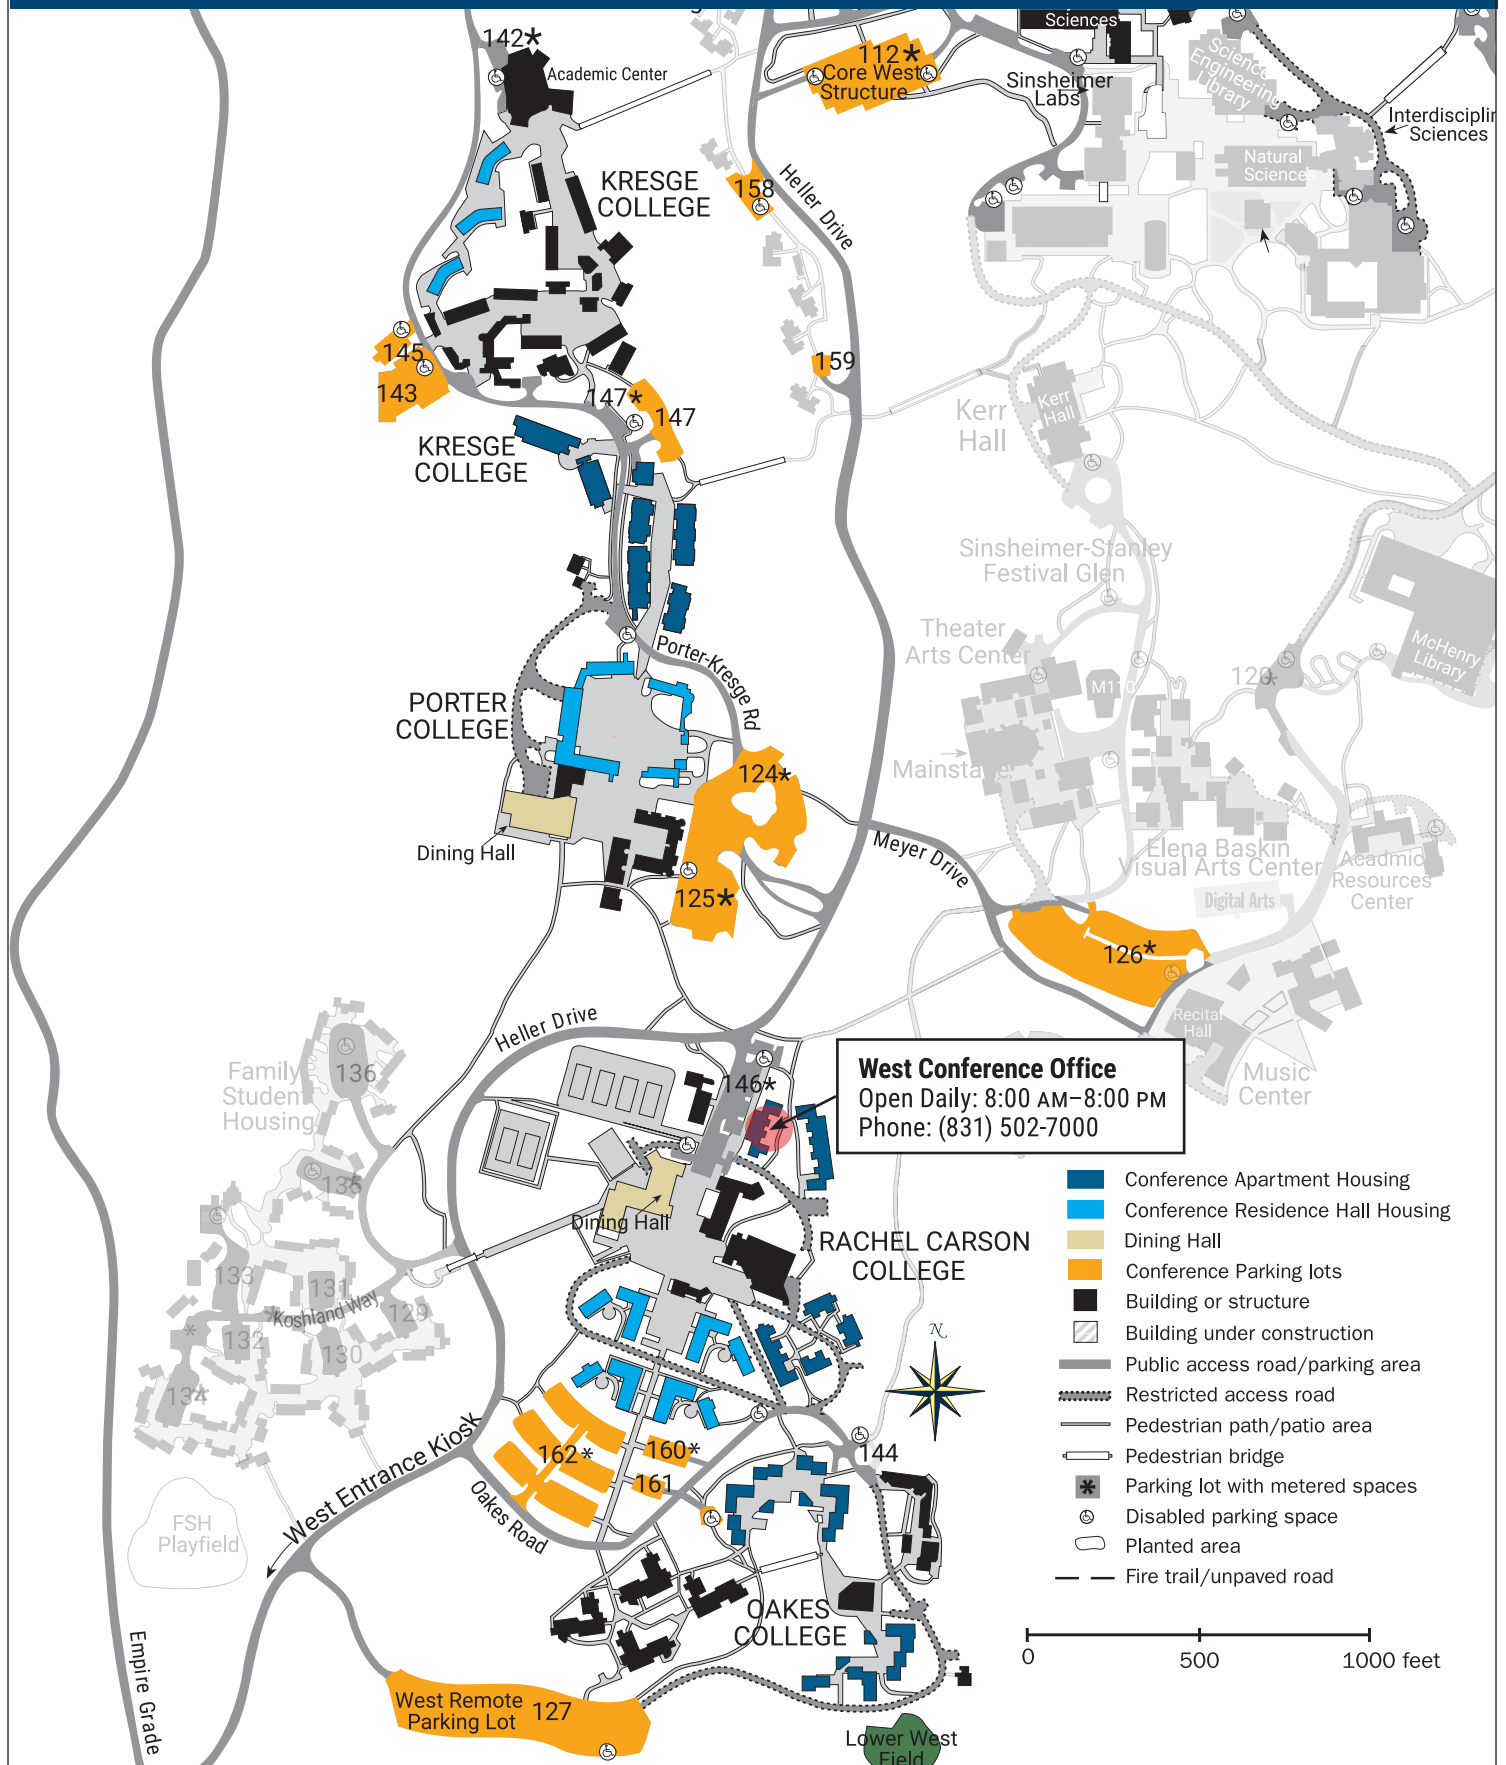 Sciences
142*
Academic Center
112*
Core West
Structure
Sinsheimer
Labs
Science
Engineering
Library
Interdisciplin
Sciences
Natural
Sciences
KRESGE
COLLEGE
158
Heller Drive
145
143
159
147*
147
Kerr
Hall
Kerr
Hall
KRESGE
COLLEGE
Sinsheimer-Stanley
Festival Glen
Theater
Arts Center
McHenry
Library
Porter-Kresge Rd
M110
120*
PORTER
COLLEGE
Mainstage
124*
Dining Hall
Meyer Drive
Elena Baskin
Visual Arts Center
Acadmic
Resources
Center
Digital Arts
125*
126*
Recital
Hall
Heller Drive
Family
Student
Housing
136
146*
West Conference Office
Open Daily: 8:00 AM–8:00 PM
Phone: (831) 502-7000
Music
Center
135
Dining Hall
RACHEL CARSON
COLLEGE
133
131
Koshland Way
129
*
132
130
134
Conference Apartment Housing
Conference Residence Hall Housing
Dining Hall
Conference Parking lots
Building or structure
Building under construction
Public access road/parking area
Restricted access road
Pedestrian path/patio area
Pedestrian bridge
* Parking lot with metered spaces
Disabled parking space
Planted area
Fire trail/unpaved road
N
West Entrance Kiosk
162*
160*
161
144
Oakes Road
FSH
Playfield
OAKES
COLLEGE
0 500 1000 feet
Empire Grade
West Remote
Parking Lot
127
Lower West
Field